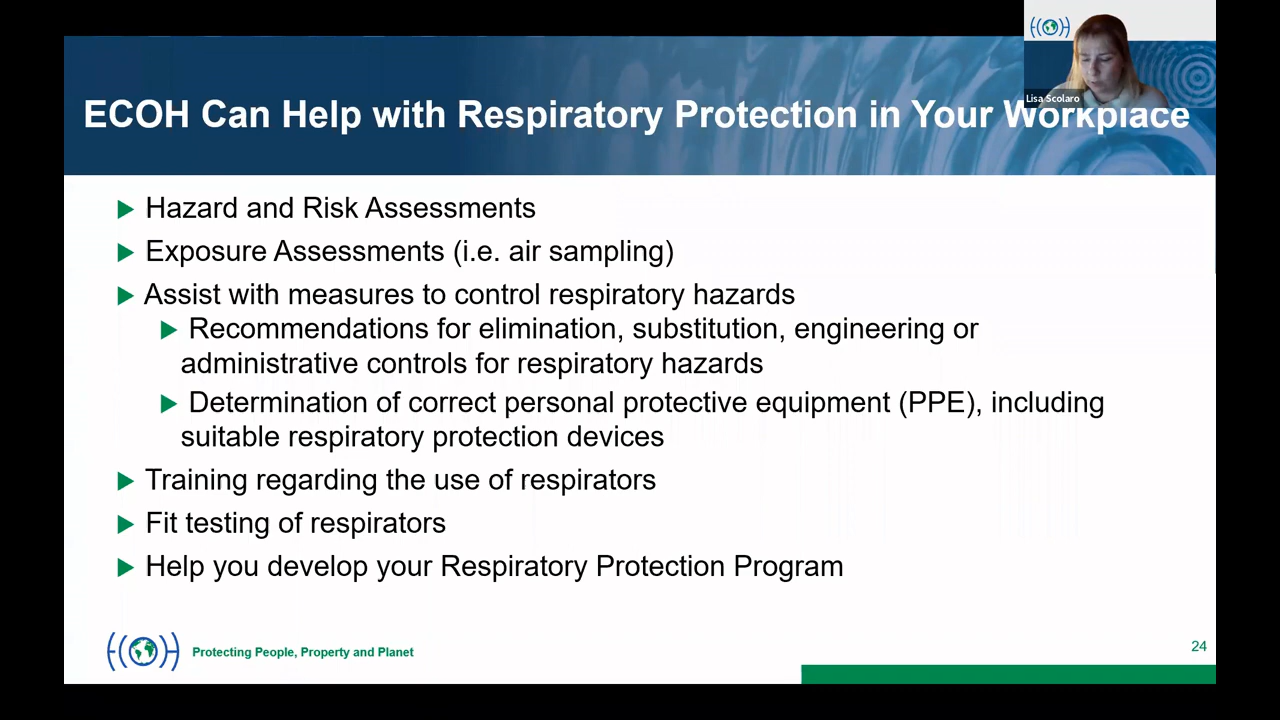 Lisa Scolaro
ECOH Can Help with Respiratory Protection in Your Workplace
Hazard and Risk Assessments
Exposure Assessments (i.e. air sampling)
Assist with measures to control respiratory hazards
Recommendations for elimination, substitution, engineering or
administrative controls for respiratory hazards
Determination of correct personal protective equipment (PPE), including
suitable respiratory protection devices
Training regarding the use of respirators
Fit testing of respirators
Help you develop your Respiratory Protection Program
Protecting People, Property and Planet
24